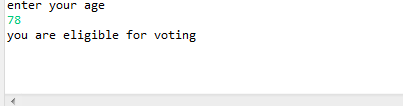 enter your age
78
you are eligible for voting